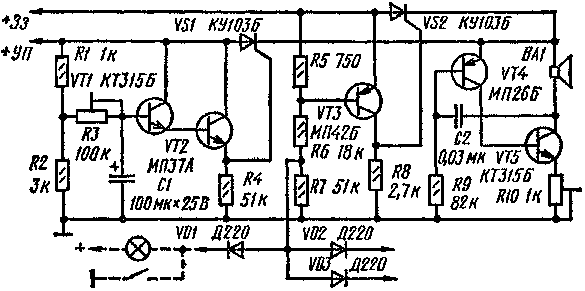 +Зз
VS1 КУ103Б
VS2 КУ103Б
+УП
R1 1к
VT1 КТ315Б
R5 750
BA1
VT4
МП26Б
R3
100к
VT2
МП37А
VT3
МП42Б
R6 18к
C2
0,03 мк
R2
3к
C1
100мк×25В
R4
51к
R7 51к
R8
2,7к
R9
82к
VT5
КТ315Б
R10 1к
VD1 Д220
VD2 Д220
VD3 Д220
+
+